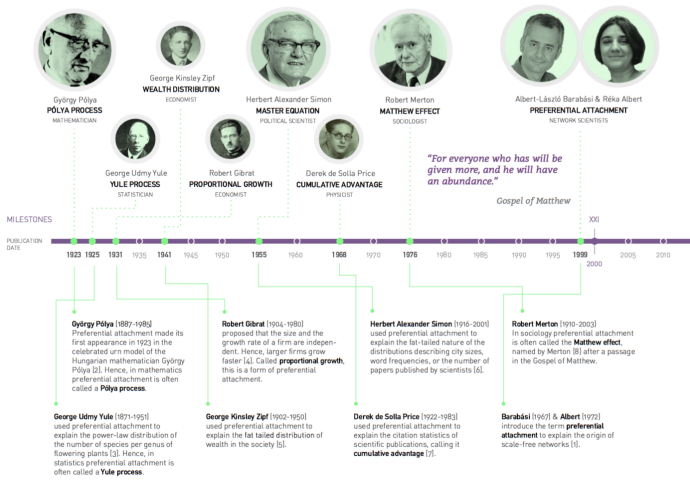 György Pólya
PÓLYA PROCESS
MATHEMATICIAN
George Kinsley Zipf
WEALTH DISTRIBUTION
ECONOMIST
Herbert Alexander Simon
MASTER EQUATION
POLITICAL SCIENTIST
Robert Merton
MATTHEW EFFECT
SOCIOLOGIST
Albert-László Barabási & Réka Albert
PREFERENTIAL ATTACHMENT
NETWORK SCIENTISTS
George Udmy Yule
YULE PROCESS
STATISTICIAN
Robert Gibrat
PROPORTIONAL GROWTH
ECONOMIST
Derek de Solla Price
CUMULATIVE ADVANTAGE
PHYSICIST
"For everyone who has will be
given more, and he will have
an abundance."
Gospel of Matthew
MILESTONES
XXI
PUBLICATION
DATE
1923 1925 1931 1935 1941 1945 1950 1955 1960 1968 1970 1976 1980 1985 1990 1995 1999 2005 2010
2000
György Pólya (1887-1985)
Preferential attachment made its
first appearance in 1923 in the
celebrated urn model of the
Hungarian mathematician György
Pólya [2]. Hence, in mathematics
preferential attachment is often
called a Pólya process.
Robert Gibrat (1904-1980)
proposed that the size and the
growth rate of a firm are indepen-
dent. Hence, larger firms grow
faster [4]. Called proportional growth,
this is a form of preferential
attachment.
Herbert Alexander Simon (1916-2001)
used preferential attachment to
explain the fat-tailed nature of the
distributions describing city sizes,
word frequencies, or the number of
papers published by scientists [6].
Robert Merton (1910-2003)
In sociology preferential attachment
is often called the Matthew effect,
named by Merton [8] after a passage
in the Gospel of Matthew.
George Udmy Yule (1871-1951)
used preferential attachment to
explain the power-law distribution of
the number of species per genus of
flowering plants [3]. Hence, in
statistics preferential attachment is
often called a Yule process.
George Kinsley Zipf (1902-1950)
used preferential attachment to
explain the fat tailed distribution of
wealth in the society [5].
Derek de Solla Price (1922-1983)
used preferential attachment to
explain the citation statistics of
scientific publications, calling it
cumulative advantage [7].
Barabási (1967) & Albert (1972)
introduce the term preferential
attachment to explain the origin of
scale-free networks [1].